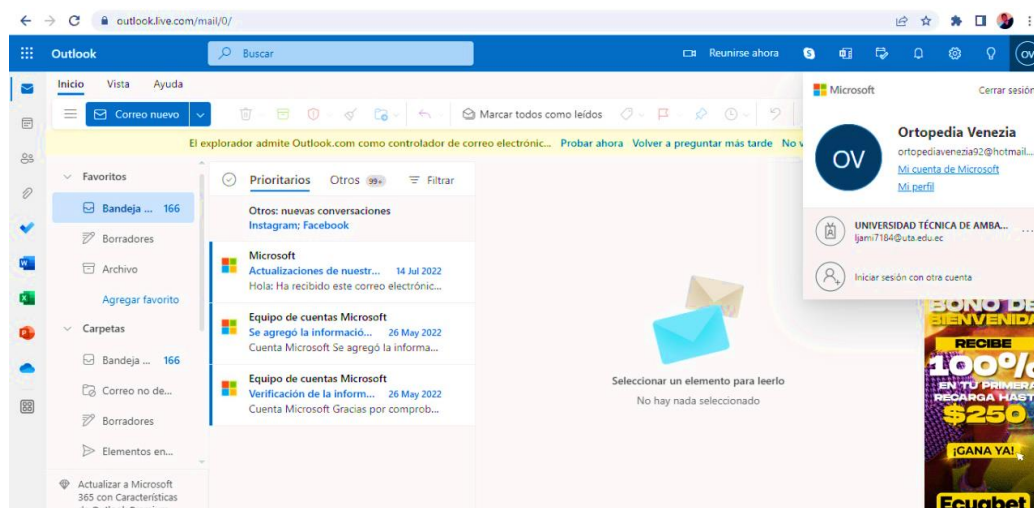 outlook.live.com/mail/0/
Outlook
Buscar
Reunirse ahora
OV
Inicio Vista Ayuda
Correo nuevo
Marcar todos como leídos
El explorador admite Outlook.com como controlador de correo electrónic... Probar ahora Volver a preguntar más tarde No v
Favoritos
Bandeja ... 166
Borradores
Archivo
Agregar favorito
Carpetas
Bandeja ... 166
Correo no de...
Borradores
Elementos en...
Actualizar a Microsoft
365 con Características
Prioritarios Otros 99+ Filtrar
Otros: nuevas conversaciones
Instagram; Facebook
Microsoft
Actualizaciones de nuestr... 14 Jul 2022
Hola: Ha recibido este correo electrónic...
Equipo de cuentas Microsoft
Se agregó la informació... 26 May 2022
Cuenta Microsoft Se agregó la informa...
Equipo de cuentas Microsoft
Verificación de la inform... 26 May 2022
Cuenta Microsoft Gracias por comprob...
Seleccionar un elemento para leerlo
No hay nada seleccionado
Microsoft Cerrar sesión
OV
Ortopedia Venezia
ortopediavenezia92@hotmail...
Mi cuenta de Microsoft
Mi perfil
UNIVERSIDAD TÉCNICA DE AMBA...
ljami7184@uta.edu.ec
Iniciar sesión con otra cuenta
BONO DE
BIENVENIDA
RECIBE
100%
EN TU PRIMERA
RECARGA HAST
$250
¡GANA YA!
Ecuabet